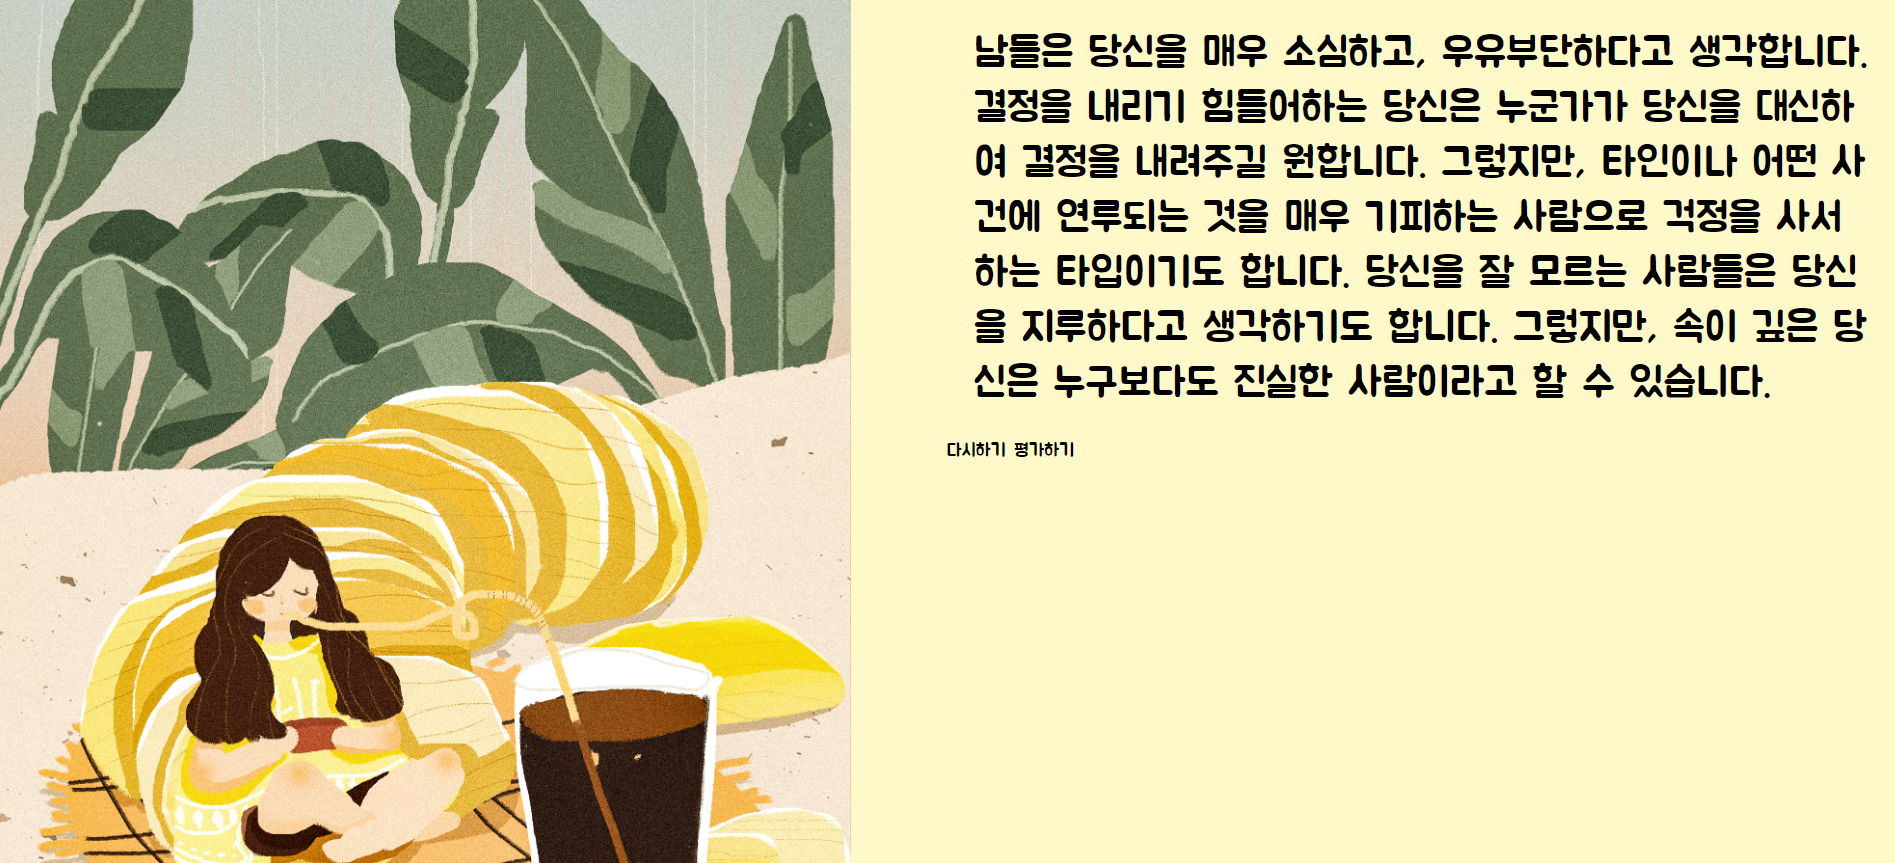 남들은 당신을 매우 소심하고, 우유부단하다고 생각합니다.
결정을 내리기 힘들어하는 당신은 누군가가 당신을 대신하
여 결정을 내려주길 원합니다. 그렇지만, 타인이나 어떤 사
건에 연루되는 것을 매우 기피하는 사람으로 걱정을 사서
하는 타입이기도 합니다. 당신을 잘 모르는 사람들은 당신
을 지루하다고 생각하기도 합니다. 그렇지만, 속이 깊은 당
신은 누구보다도 진실한 사람이라고 할 수 있습니다.
다시하기 평가하기